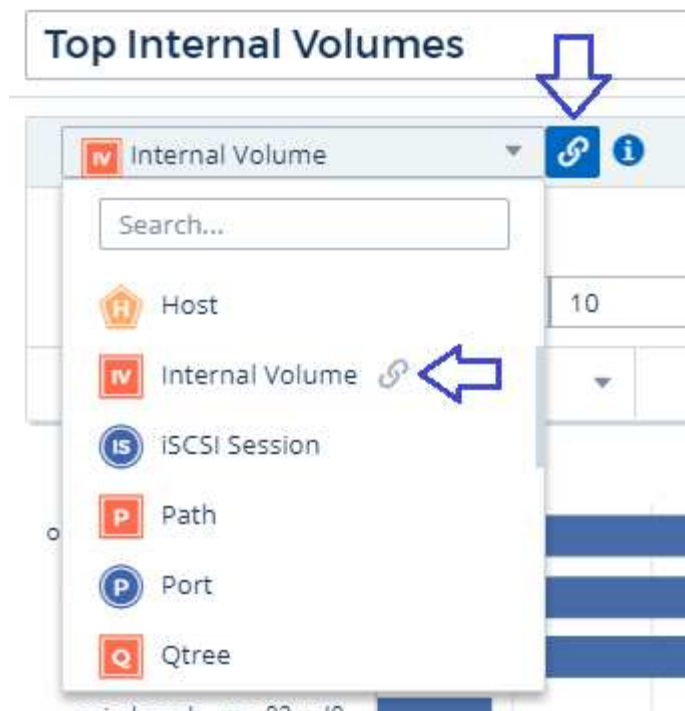 Top Internal Volumes
IV Internal Volume i
Search...
H Host
10
IV Internal Volume
IS iSCSI Session
P Path
P Port
Q Qtree